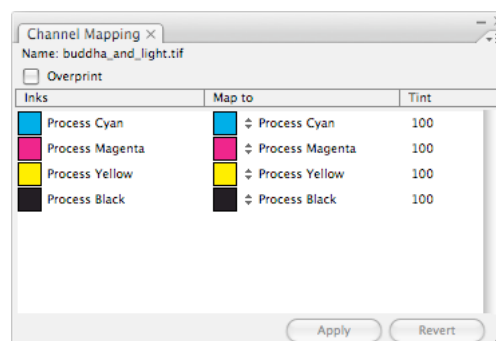 Channel Mapping ×
Name: buddha_and_light.tif
Overprint
Inks Map to Tint
Process Cyan Process Cyan 100
Process Magenta Process Magenta 100
Process Yellow Process Yellow 100
Process Black Process Black 100
Apply Revert